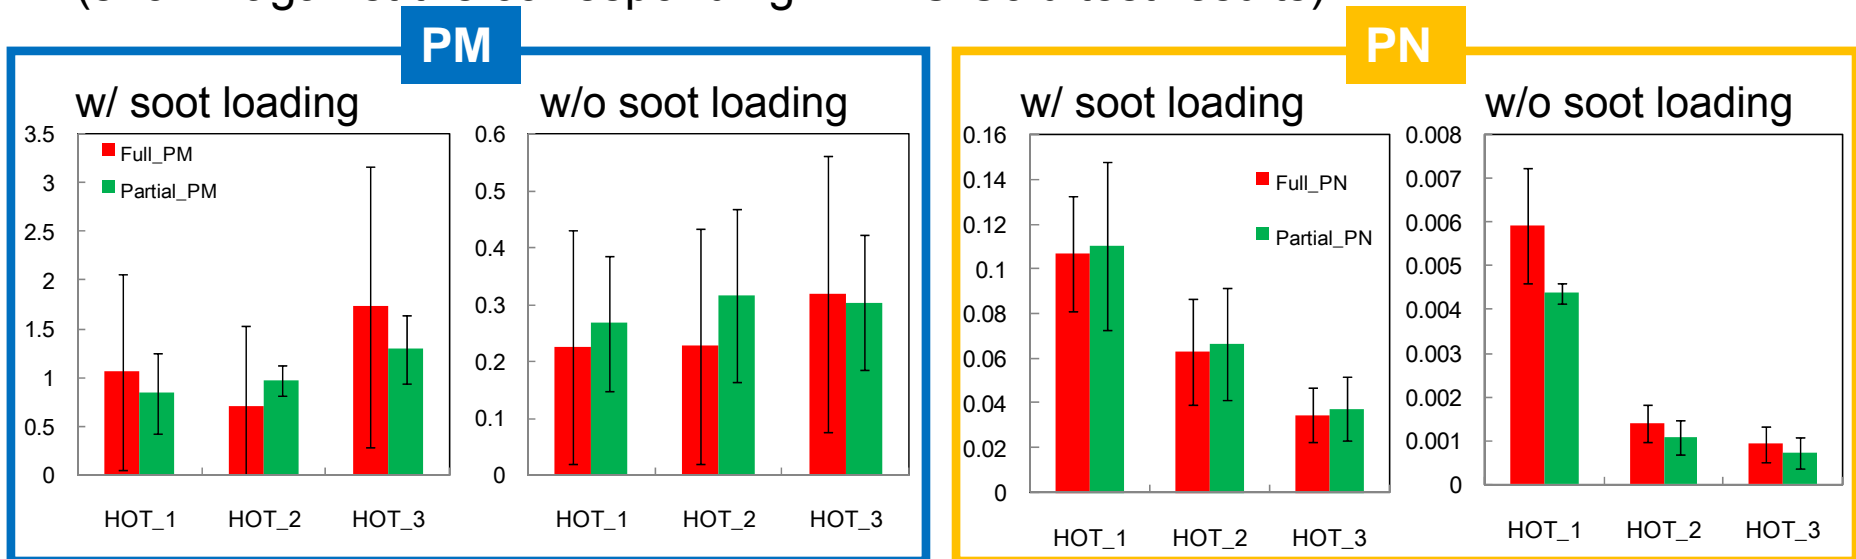 PM
w/ soot loading
3.5
3
2.5
2
1.5
1
0.5
0
Full_PM
Partial_PM
HOT_1 HOT_2 HOT_3
w/o soot loading
0.6
0.5
0.4
0.3
0.2
0.1
0
HOT_1 HOT_2 HOT_3
PN
w/ soot loading
0.16
0.14
0.12
0.1
0.08
0.06
0.04
0.02
0
Full_PN
Partial_PN
HOT_1 HOT_2 HOT_3
w/o soot loading
0.008
0.007
0.006
0.005
0.004
0.003
0.002
0.001
0
HOT_1 HOT_2 HOT_3